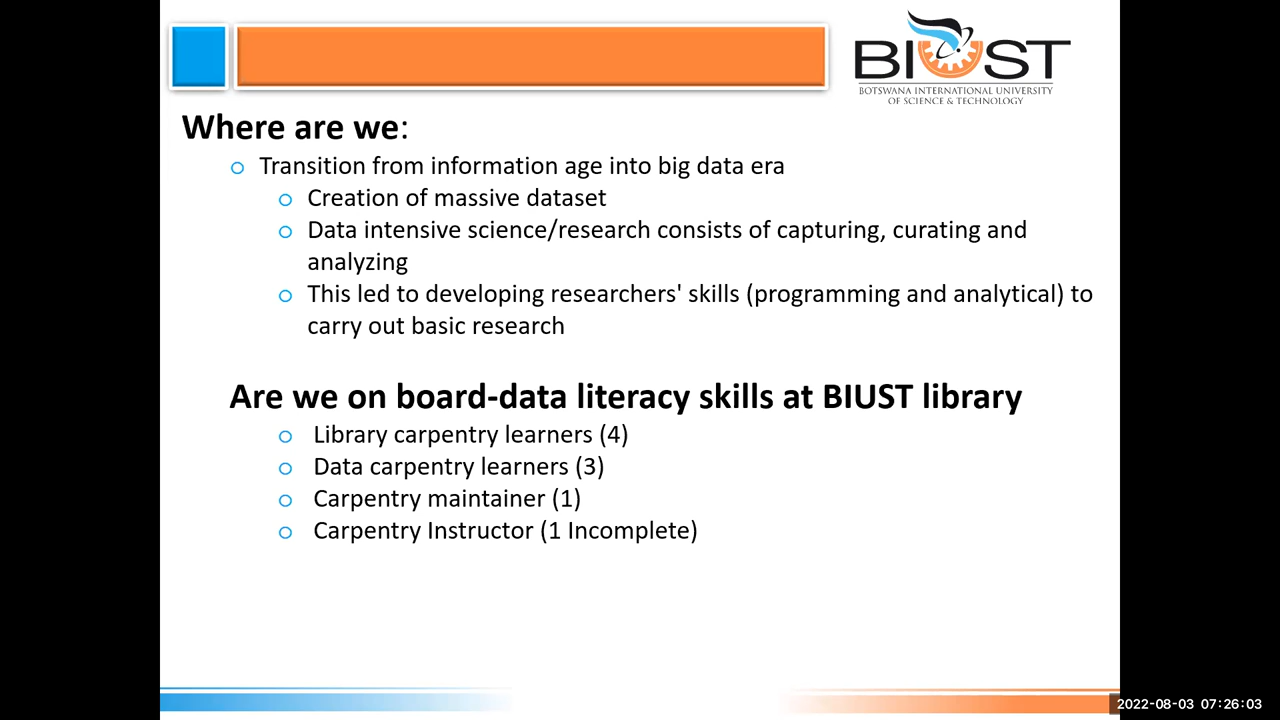 BIUST
BOTSWANA INTERNATIONAL UNIVERSITY
OF SCIENCE & TECHNOLOGY
Where are we:
Transition from information age into big data era
Creation of massive dataset
Data intensive science/research consists of capturing, curating and
analyzing
This led to developing researchers' skills (programming and analytical) to
carry out basic research
Are we on board-data literacy skills at BIUST library
Library carpentry learners (4)
Data carpentry learners (3)
Carpentry maintainer (1)
Carpentry Instructor (1 Incomplete)
2022-08-03 07:26:03